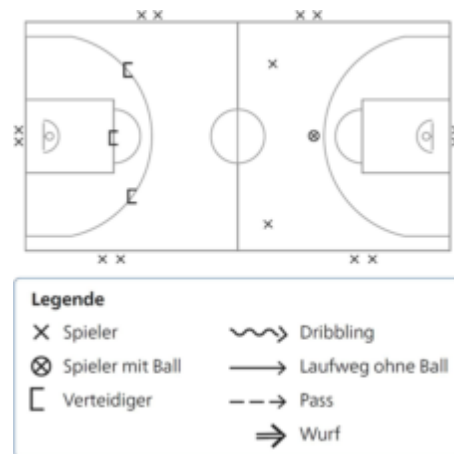 Legende
Spieler
Dribbling
Spieler mit Ball
Laufweg ohne Ball
Verteidiger
Pass
Wurf